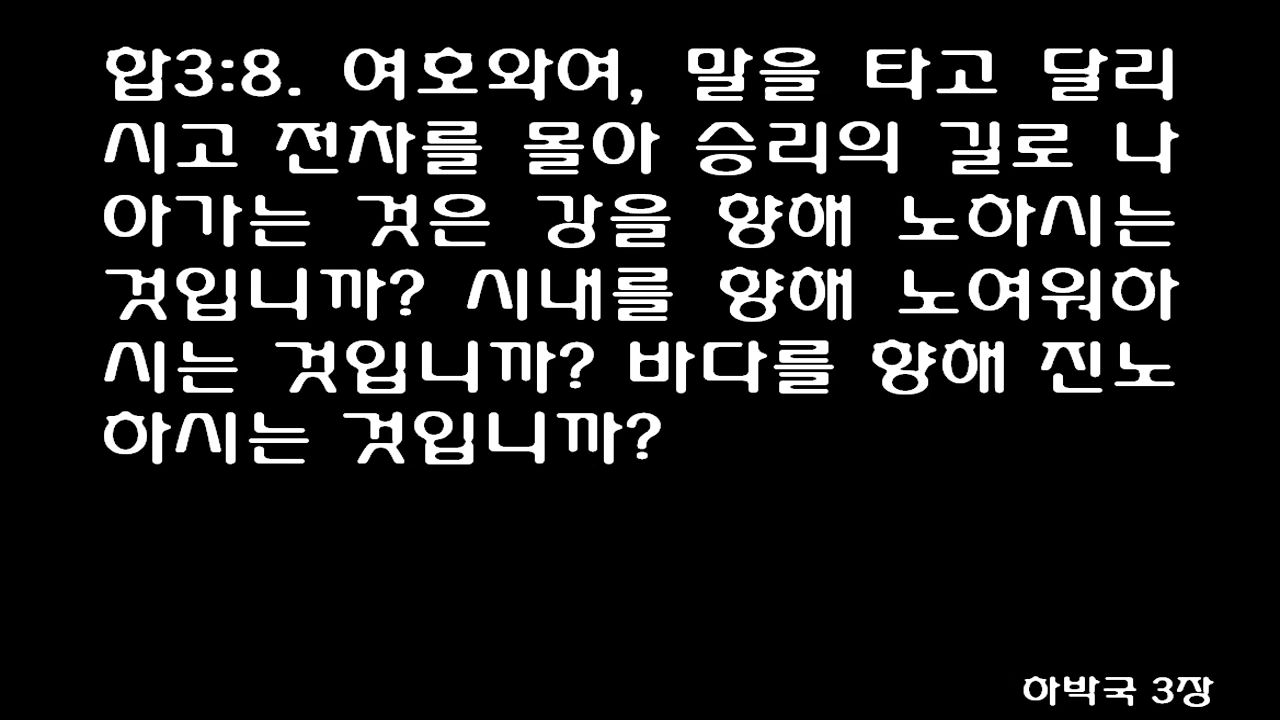 합3:8. 여호와여, 말을 타고 달리
시고 전차를 몰아 승리의 길로 나
아가는 것은 강을 향해 노하시는
것입니까? 시내를 향해 노여워하
시는 것입니까? 바다를 향해 진노
하시는 것입니까?
하박국 3장